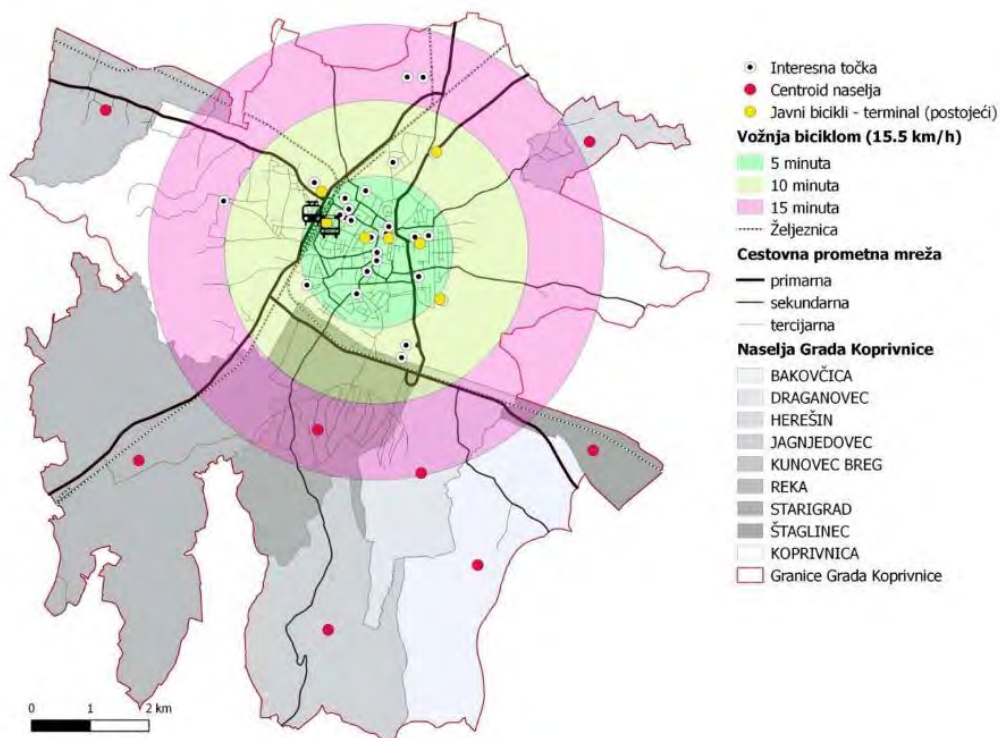 Interesna točka
Centroid naselja
Javni bicikli - terminal (postojeći)
Vožnja biciklom (15.5 km/h)
5 minuta
10 minuta
15 minuta
Željeznica
Cestovna prometna mreža
primarna
sekundarna
tercijarna
Naselja Grada Koprivnice
BAKOVČICA
DRAGANOVEC
HEREŠIN
JAGNJEDOVEC
KUNOVEC BREG
REKA
STARIGRAD
ŠTAGLINEC
KOPRIVNICA
Granice Grada Koprivnice
0 1 2 km